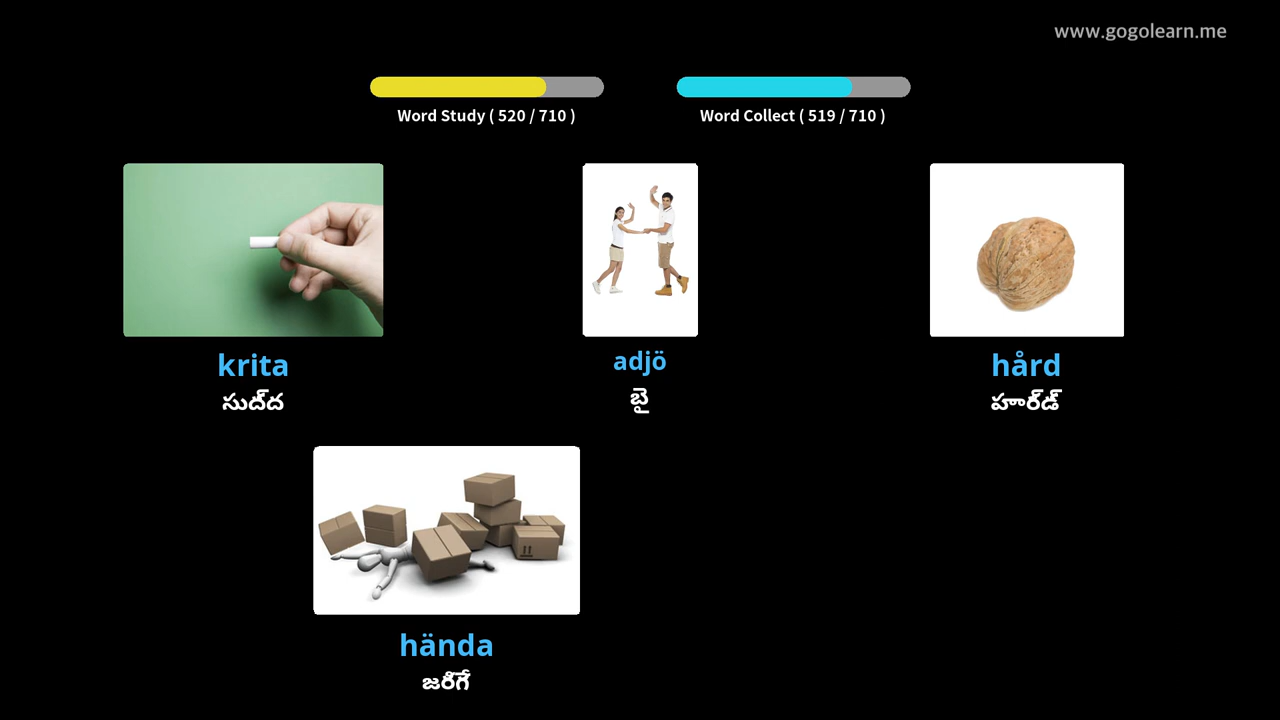 www.gogolearn.me
Word Study ( 520 / 710 )
Word Collect ( 519 / 710 )
krita
సుద్ద
adjö
బై
hård
హార్డ్
hända
జరిగే